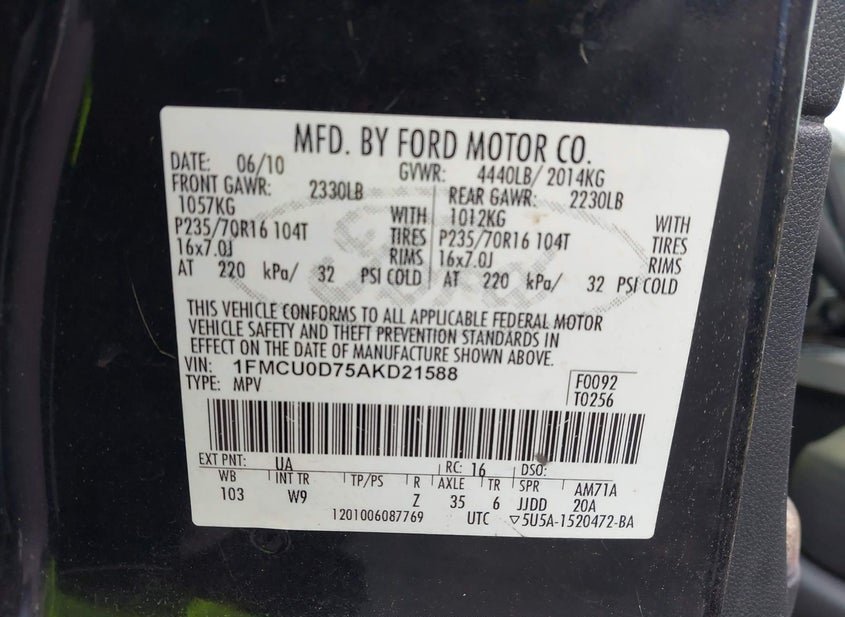 MFD. BY FORD MOTOR CO.
DATE: 06/10 GVWR: 4440LB/ 2014KG
FRONT GAWR: 2330LB REAR GAWR: 2230LB
1057KG WITH 1012KG WITH
P235/70R16 104T TIRES P235/70R16 104T TIRES
16x7.0J RIMS 16x7.0J RIMS
AT 220 kPa/ 32 PSI COLD AT 220 kPa/ 32 PSI COLD
THIS VEHICLE CONFORMS TO ALL APPLICABLE FEDERAL MOTOR
VEHICLE SAFETY AND THEFT PREVENTION STANDARDS IN
EFFECT ON THE DATE OF MANUFACTURE SHOWN ABOVE.
VIN: 1FMCU0D75AKD21588
TYPE: MPV
F0092
T0256
EXT PNT: UA RC: 16 DSO:
WB INT TR TP/PS R AXLE TR SPR AM71A
103 W9 Z 35 6 JJDD 20A
1201006087769 UTC ▽5U5A-1520472-BA